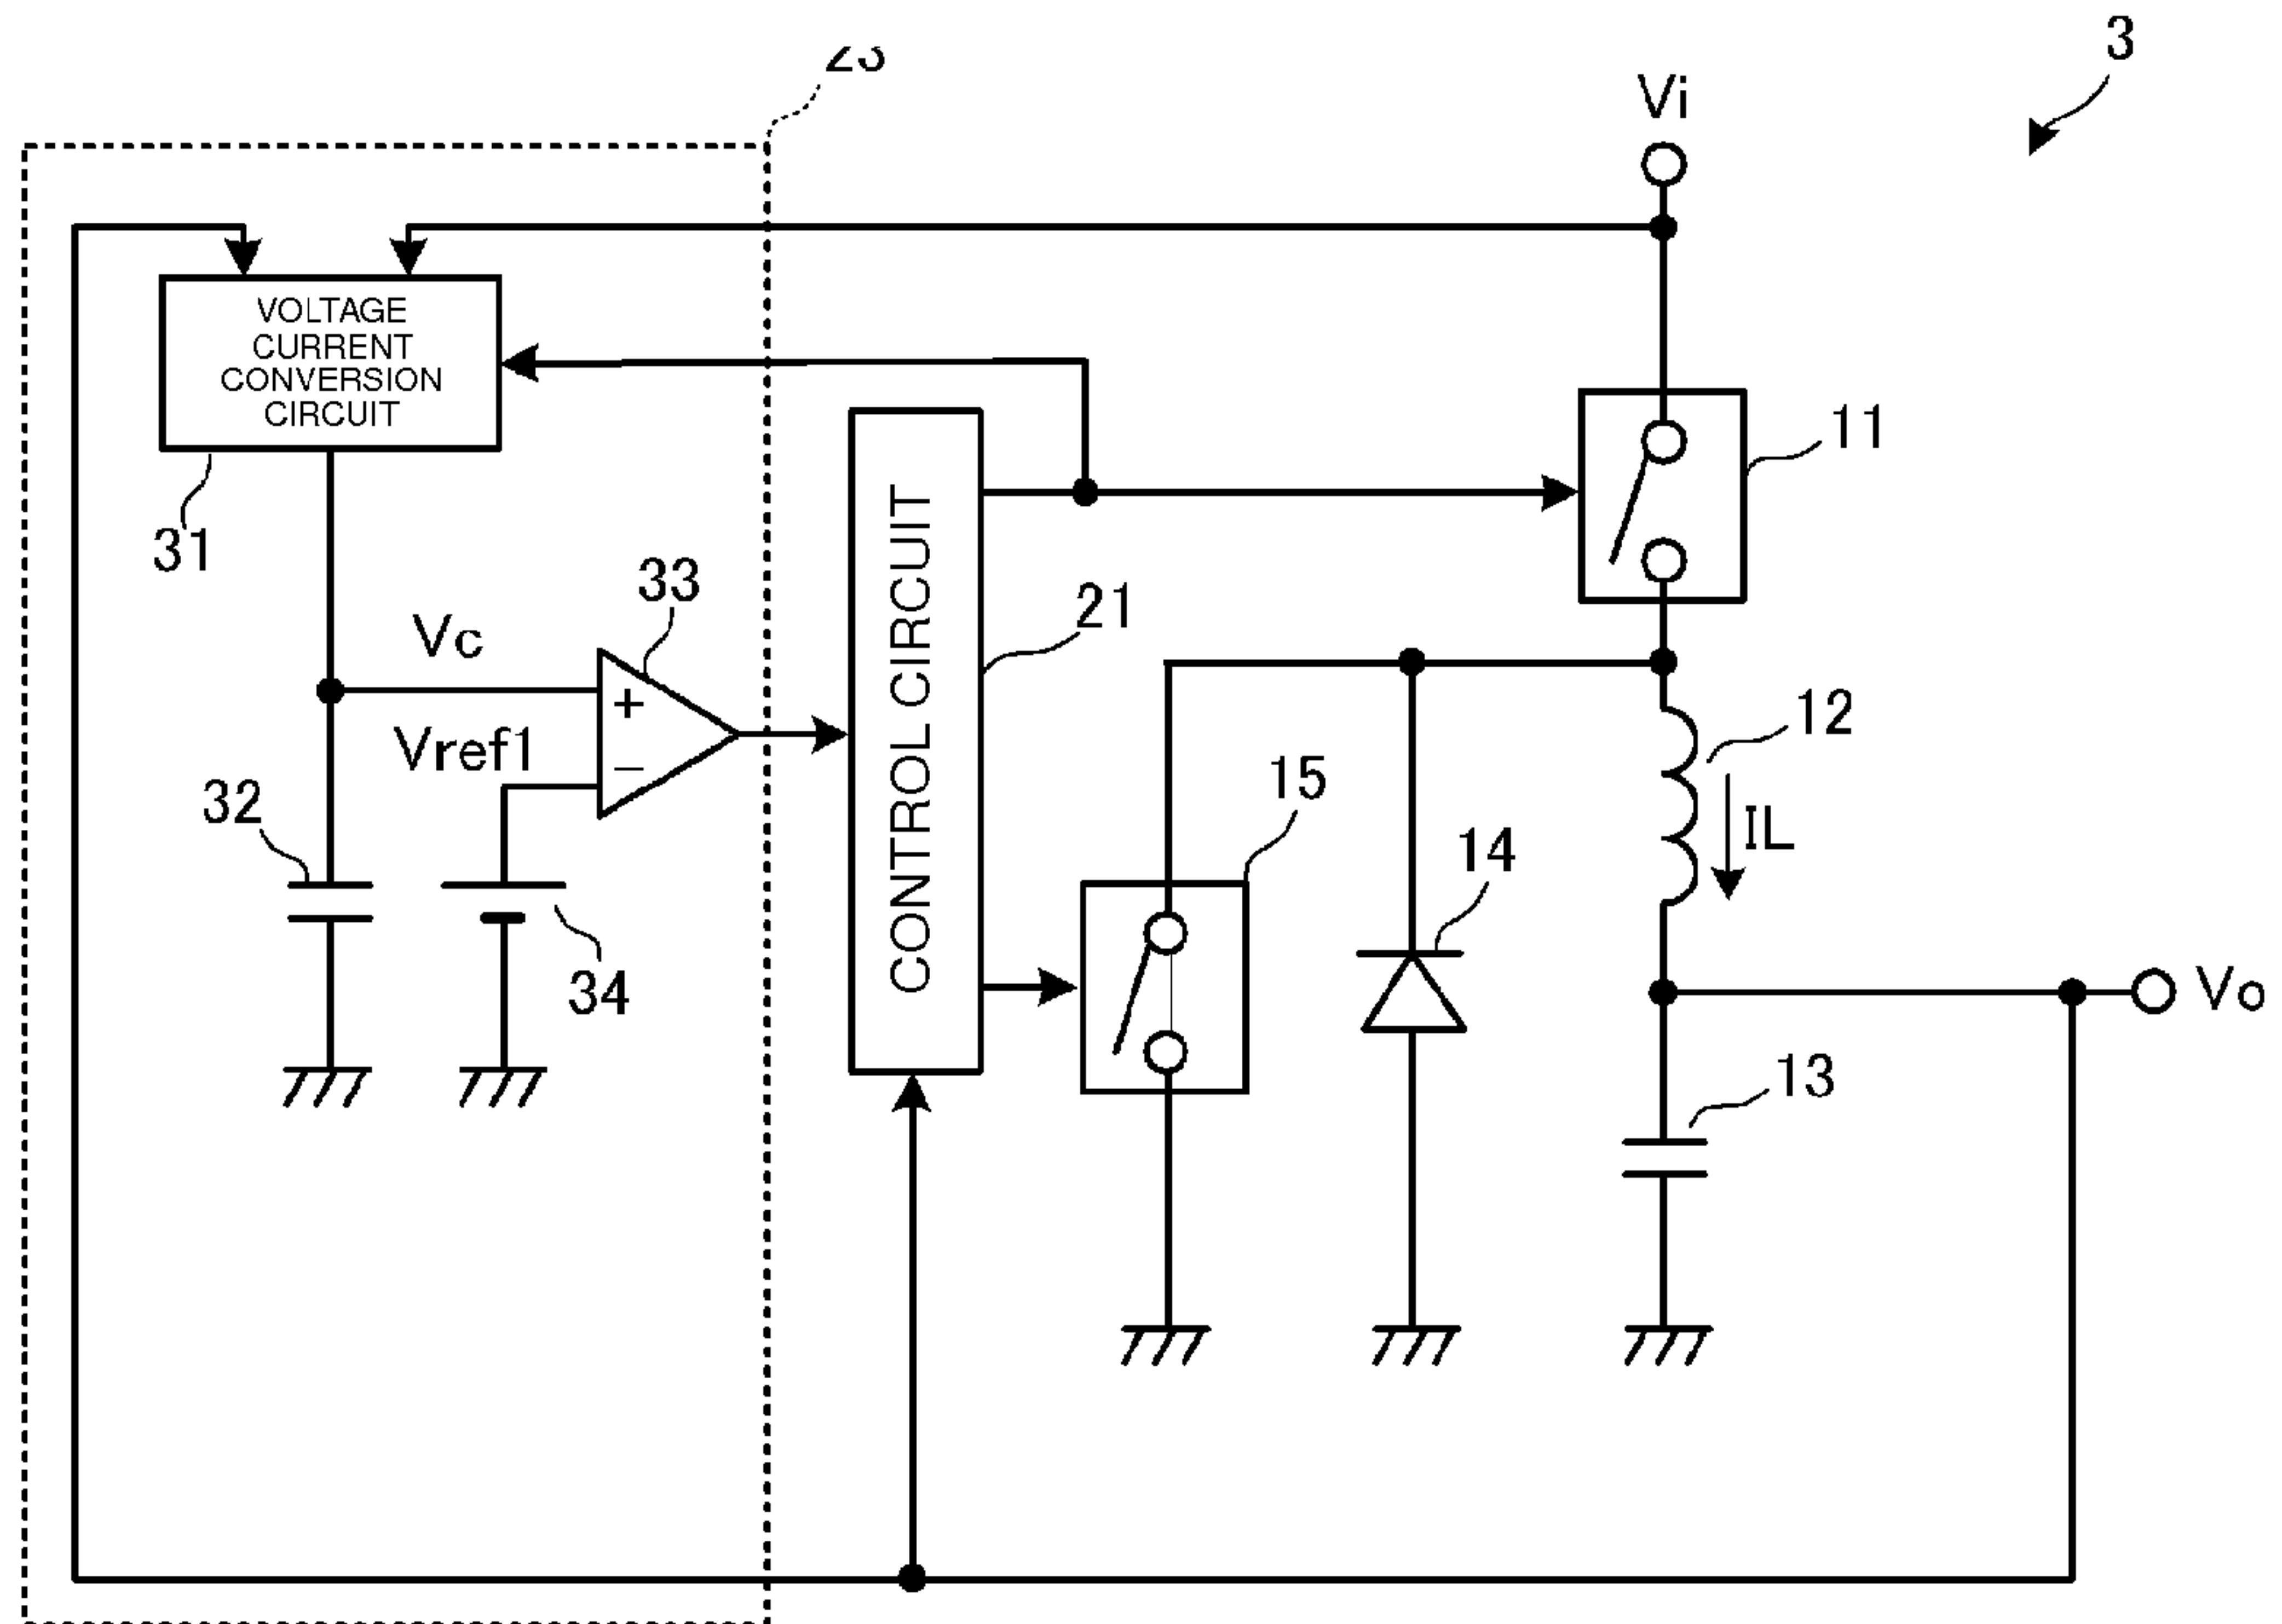 3
Vi
VOLTAGE
CURRENT
CONVERSION
CIRCUIT
11
31
33
CONTROL CIRCUIT
21
Vc
+
Vref1
−
12
32
15
IL
14
34
Vo
13